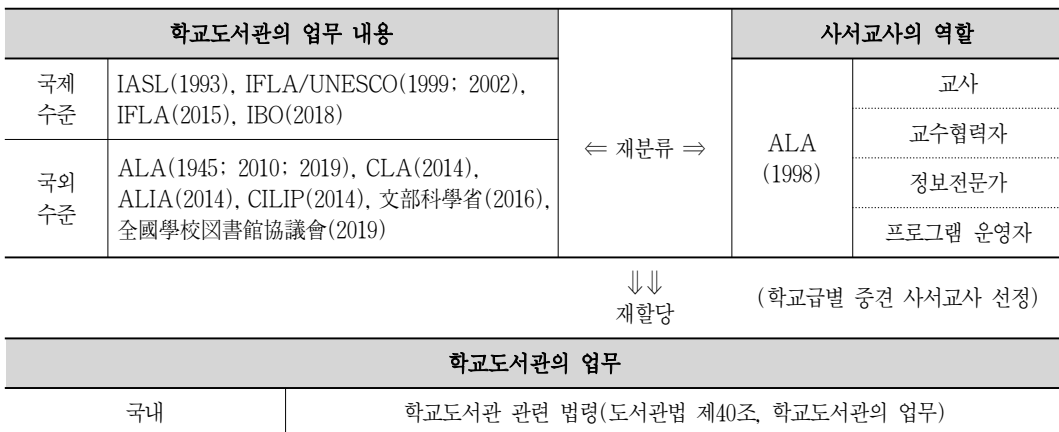 학교도서관의 업무 내용
사서교사의 역할
국제
수준
IASL(1993), IFLA/UNESCO(1999; 2002),
IFLA(2015), IBO(2018)
국외
수준
ALA(1945; 2010; 2019), CLA(2014),
ALIA(2014), CILIP(2014), 文部科學省(2016),
全國學校図書館協議會(2019)
⇐ 재분류 ⇒
ALA
(1998)
교사
교수협력자
정보전문가
프로그램 운영자
⇓⇓
재할당
(학교급별 중견 사서교사 선정)
학교도서관의 업무
국내
학교도서관 관련 법령(도서관법 제40조, 학교도서관의 업무)